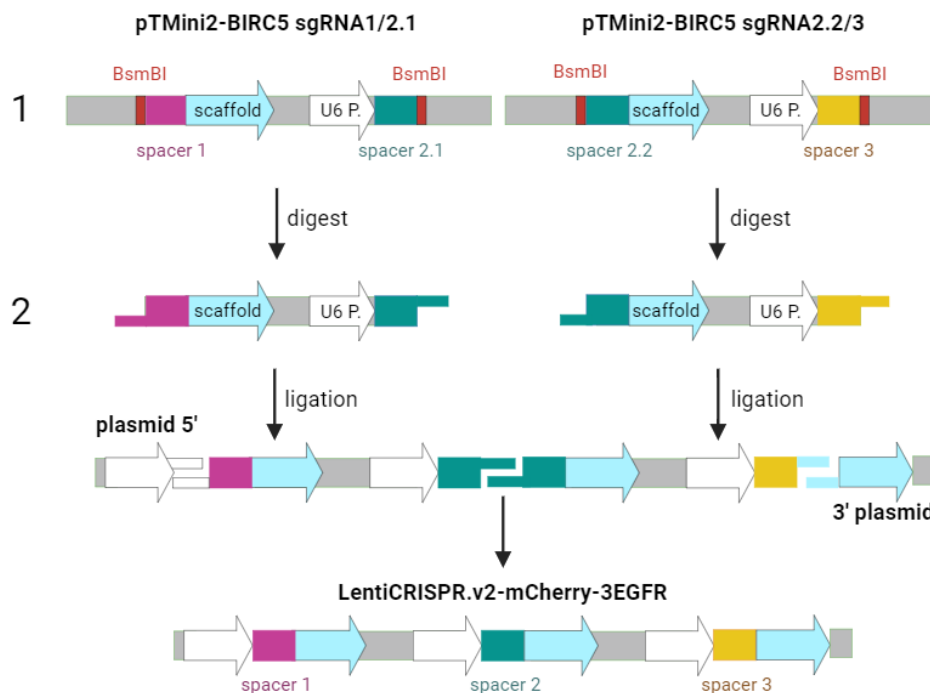 pTMini2-BIRC5 sgRNA1/2.1
pTMini2-BIRC5 sgRNA2.2/3
BsmBI
BsmBI
BsmBI
BsmBI
1
scaffold
U6 P.
scaffold
U6 P.
spacer 1
spacer 2.1
spacer 2.2
spacer 3
digest
digest
2
scaffold
U6 P.
scaffold
U6 P.
ligation
ligation
plasmid 5'
3' plasmid
LentiCRISPR.v2-mCherry-3EGFR
spacer 1
spacer 2
spacer 3